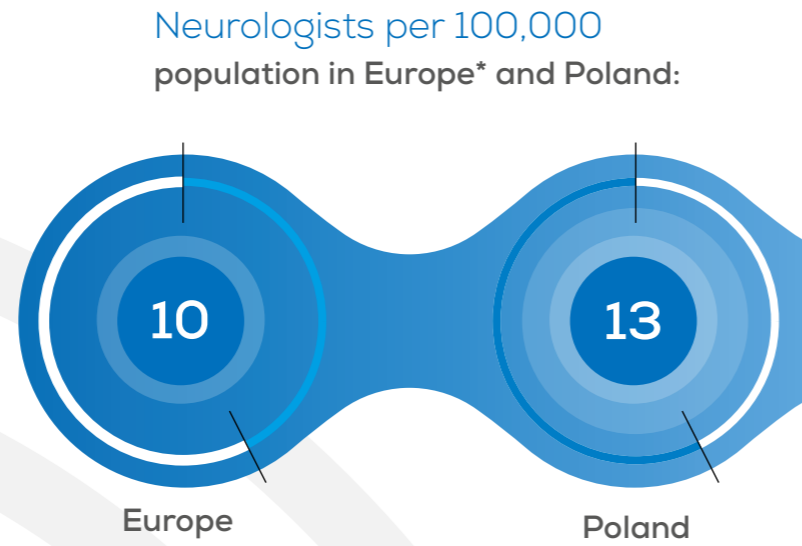 Neurologists per 100,000
population in Europe* and Poland:
10
13
Europe
Poland